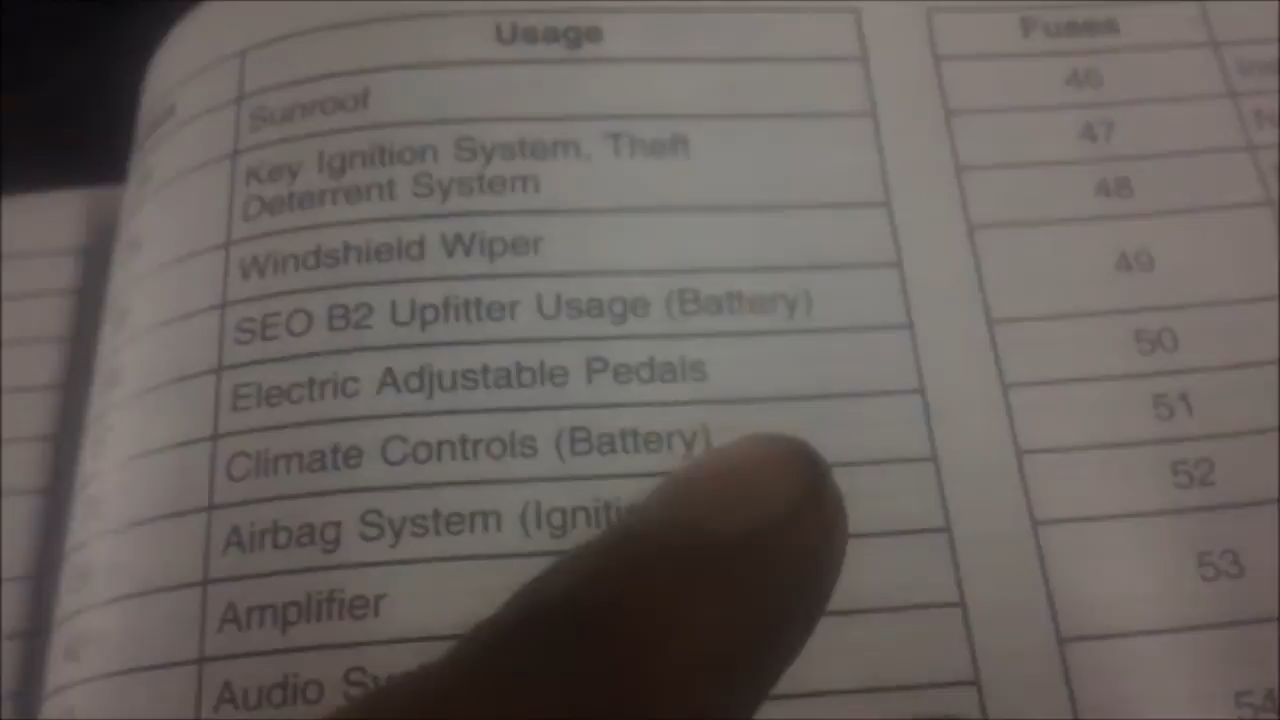 Usage
Sunroof
Key Ignition System, Theft
Deterrent System
Windshield Wiper
SEO B2 Upfitter Usage (Battery)
Electric Adjustable Pedals
Climate Controls (Battery)
Airbag System
Amplifier
Audio
Fuses
46
47
48
49
50
51
52
53
54